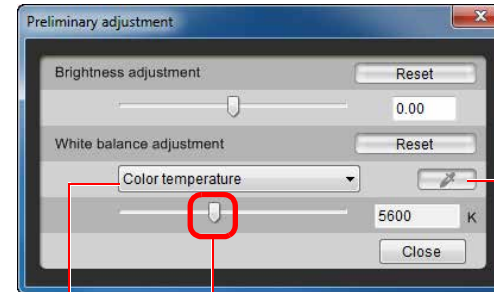 Preliminary adjustment
Brightness adjustment Reset
0.00
White balance adjustment Reset
Color temperature
5600 K
Close